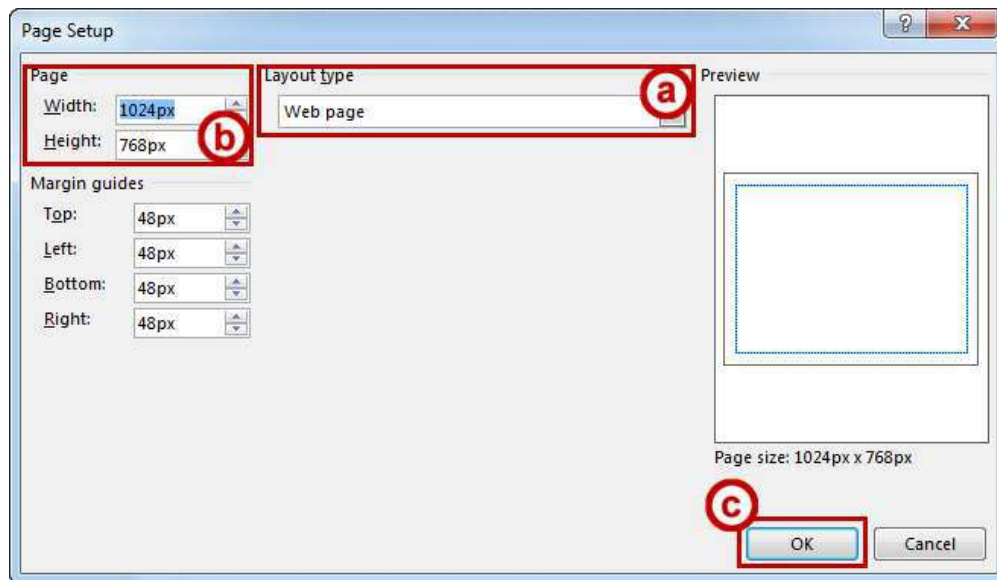 Page Setup
?
X
Page
Width: 1024px
Height: 768px
b
Layout type
Web page
a
Margin guides
Top: 48px
Left: 48px
Bottom: 48px
Right: 48px
Preview
Page size: 1024px x 768px
c
OK
Cancel